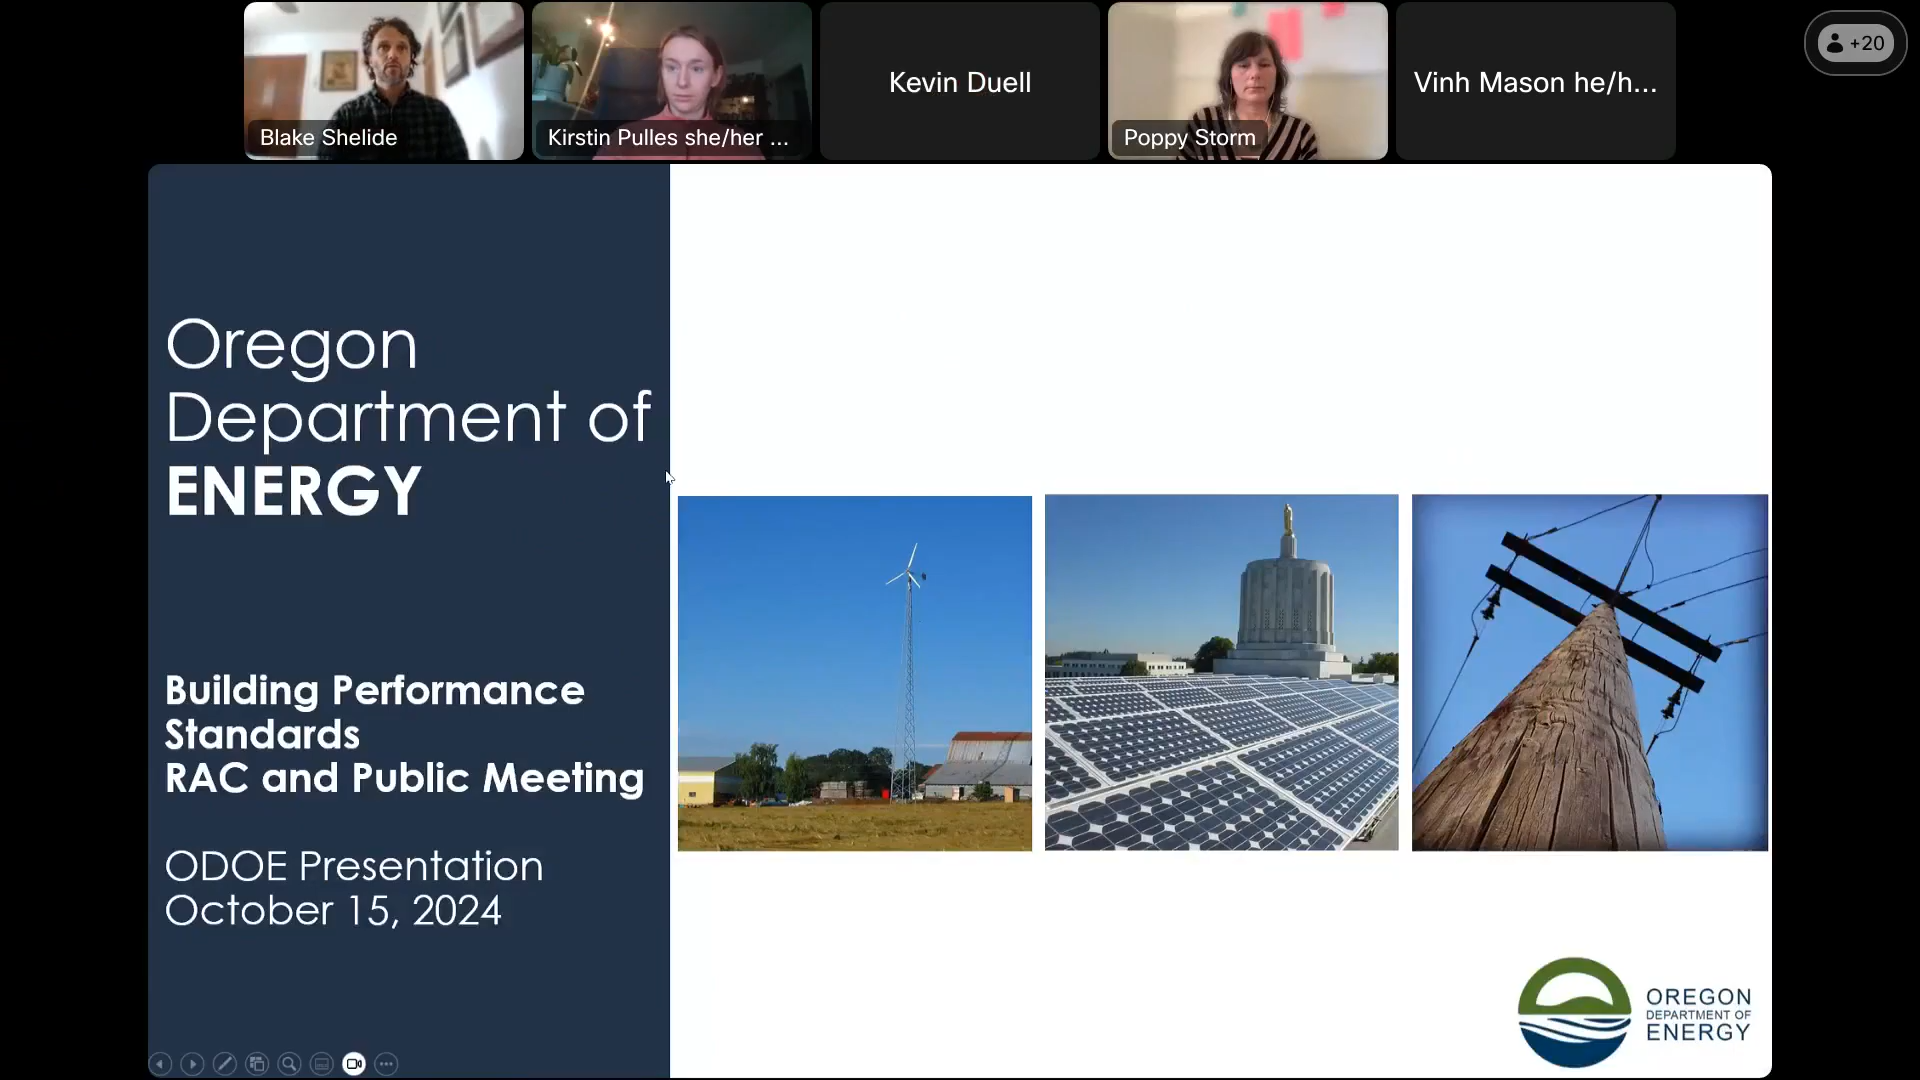 Blake Shelide
Kirstin Pulles she/her ...
Kevin Duell
Poppy Storm
Vinh Mason he/h...
+20
Oregon
Department of
ENERGY
Building Performance
Standards
RAC and Public Meeting
ODOE Presentation
October 15, 2024
OREGON
DEPARTMENT OF
ENERGY